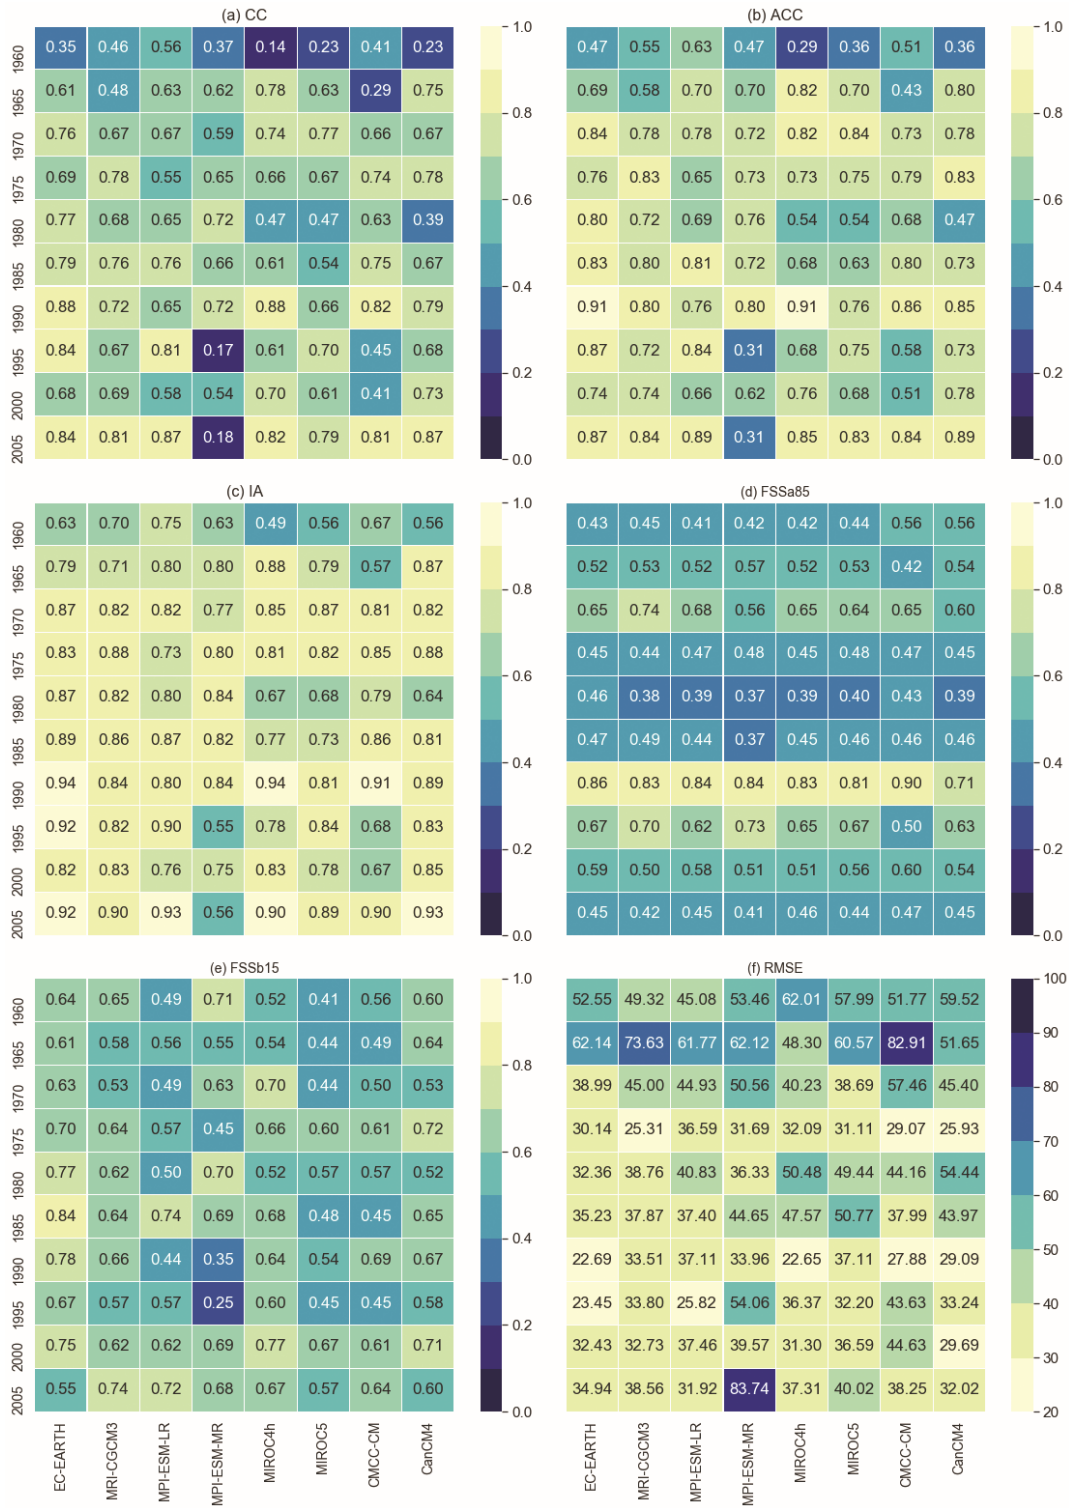 (a) CC
1960 0.35 0.46 0.56 0.37 0.14 0.23 0.41 0.23
1965 0.61 0.48 0.63 0.62 0.78 0.63 0.29 0.75
1970 0.76 0.67 0.67 0.59 0.74 0.77 0.66 0.67
1975 0.69 0.78 0.55 0.65 0.66 0.67 0.74 0.78
1980 0.77 0.68 0.65 0.72 0.47 0.47 0.63 0.39
1985 0.79 0.76 0.76 0.66 0.61 0.54 0.75 0.67
1990 0.88 0.72 0.65 0.72 0.88 0.66 0.82 0.79
1995 0.84 0.67 0.81 0.17 0.61 0.70 0.45 0.68
2000 0.68 0.69 0.58 0.54 0.70 0.61 0.41 0.73
2005 0.84 0.81 0.87 0.18 0.82 0.79 0.81 0.87
1.0
0.8
0.6
0.4
0.2
0.0
(b) ACC
0.47 0.55 0.63 0.47 0.29 0.36 0.51 0.36
0.69 0.58 0.70 0.70 0.82 0.70 0.43 0.80
0.84 0.78 0.78 0.72 0.82 0.84 0.73 0.78
0.76 0.83 0.65 0.73 0.73 0.75 0.79 0.83
0.80 0.72 0.69 0.76 0.54 0.54 0.68 0.47
0.83 0.80 0.81 0.72 0.68 0.63 0.80 0.73
0.91 0.80 0.76 0.80 0.91 0.76 0.86 0.85
0.87 0.72 0.84 0.31 0.68 0.75 0.58 0.73
0.74 0.74 0.66 0.62 0.76 0.68 0.51 0.78
0.87 0.84 0.89 0.31 0.85 0.83 0.84 0.89
1.0
0.8
0.6
0.4
0.2
0.0
(c) IA
1960 0.63 0.70 0.75 0.63 0.49 0.56 0.67 0.56
1965 0.79 0.71 0.80 0.80 0.88 0.79 0.57 0.87
1970 0.87 0.82 0.82 0.77 0.85 0.87 0.81 0.82
1975 0.83 0.88 0.73 0.80 0.81 0.82 0.85 0.88
1980 0.87 0.82 0.80 0.84 0.67 0.68 0.79 0.64
1985 0.89 0.86 0.87 0.82 0.77 0.73 0.86 0.81
1990 0.94 0.84 0.80 0.84 0.94 0.81 0.91 0.89
1995 0.92 0.82 0.90 0.55 0.78 0.84 0.68 0.83
2000 0.82 0.83 0.76 0.75 0.83 0.78 0.67 0.85
2005 0.92 0.90 0.93 0.56 0.90 0.89 0.90 0.93
1.0
0.8
0.6
0.4
0.2
0.0
(d) FSSa85
0.43 0.45 0.41 0.42 0.42 0.44 0.56 0.56
0.52 0.53 0.52 0.57 0.52 0.53 0.42 0.54
0.65 0.74 0.68 0.56 0.65 0.64 0.65 0.60
0.45 0.44 0.47 0.48 0.45 0.48 0.47 0.45
0.46 0.38 0.39 0.37 0.39 0.40 0.43 0.39
0.47 0.49 0.44 0.37 0.45 0.46 0.46 0.46
0.86 0.83 0.84 0.84 0.83 0.81 0.90 0.71
0.67 0.70 0.62 0.73 0.65 0.67 0.50 0.63
0.59 0.50 0.58 0.51 0.51 0.56 0.60 0.54
0.45 0.42 0.45 0.41 0.46 0.44 0.47 0.45
1.0
0.8
0.6
0.4
0.2
0.0
(e) FSSb15
1960 0.64 0.65 0.49 0.71 0.52 0.41 0.56 0.60
1965 0.61 0.58 0.56 0.55 0.54 0.44 0.49 0.64
1970 0.63 0.53 0.49 0.63 0.70 0.44 0.50 0.53
1975 0.70 0.64 0.57 0.45 0.66 0.60 0.61 0.72
1980 0.77 0.62 0.50 0.70 0.52 0.57 0.57 0.52
1985 0.84 0.64 0.74 0.69 0.68 0.48 0.45 0.65
1990 0.78 0.66 0.44 0.35 0.64 0.54 0.69 0.67
1995 0.67 0.57 0.57 0.25 0.60 0.45 0.45 0.58
2000 0.75 0.62 0.62 0.69 0.77 0.67 0.61 0.71
2005 0.55 0.74 0.72 0.68 0.67 0.57 0.64 0.60
EC-EARTH MRI-CGCM3 MPI-ESM-LR MPI-ESM-MR MIROC4h MIROC5 CMCC-CM CanCM4
1.0
0.8
0.6
0.4
0.2
0.0
(f) RMSE
52.55 49.32 45.08 53.46 62.01 57.99 51.77 59.52
62.14 73.63 61.77 62.12 48.30 60.57 82.91 51.65
38.99 45.00 44.93 50.56 40.23 38.69 57.46 45.40
30.14 25.31 36.59 31.69 32.09 31.11 29.07 25.93
32.36 38.76 40.83 36.33 50.48 49.44 44.16 54.44
35.23 37.87 37.40 44.65 47.57 50.77 37.99 43.97
22.69 33.51 37.11 33.96 22.65 37.11 27.88 29.09
23.45 33.80 25.82 54.06 36.37 32.20 43.63 33.24
32.43 32.73 37.46 39.57 31.30 36.59 44.63 29.69
34.94 38.56 31.92 83.74 37.31 40.02 38.25 32.02
EC-EARTH MRI-CGCM3 MPI-ESM-LR MPI-ESM-MR MIROC4h MIROC5 CMCC-CM CanCM4
100
90
80
70
60
50
40
30
20